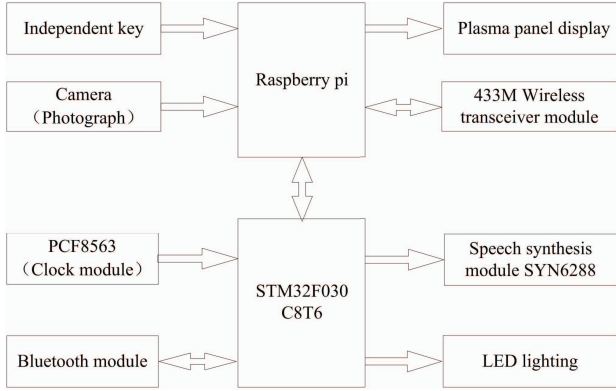 Independent key
Plasma panel display
Camera
（Photograph）
Raspberry pi
433M Wireless
transceiver module
PCF8563
（Clock module）
STM32F030
C8T6
Speech synthesis
module SYN6288
Bluetooth module
LED lighting